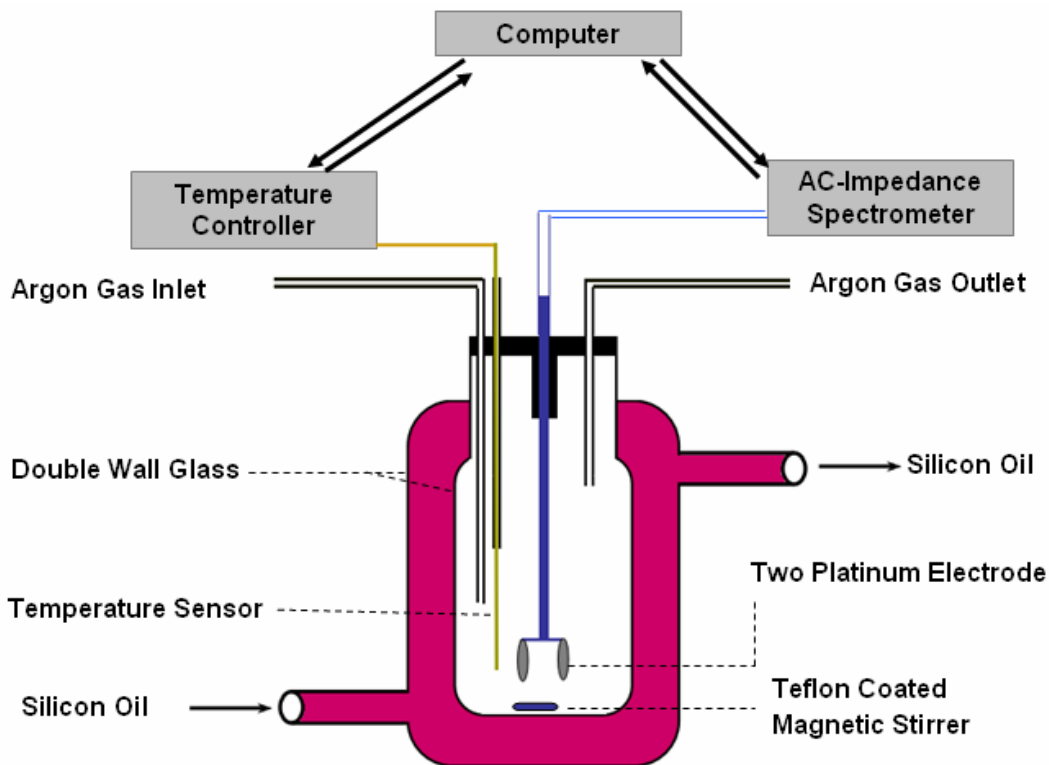 Computer
Temperature
Controller
AC-Impedance
Spectrometer
Argon Gas Inlet
Argon Gas Outlet
Double Wall Glass
Silicon Oil
Two Platinum Electrode
Temperature Sensor
Silicon Oil
Teflon Coated
Magnetic Stirrer